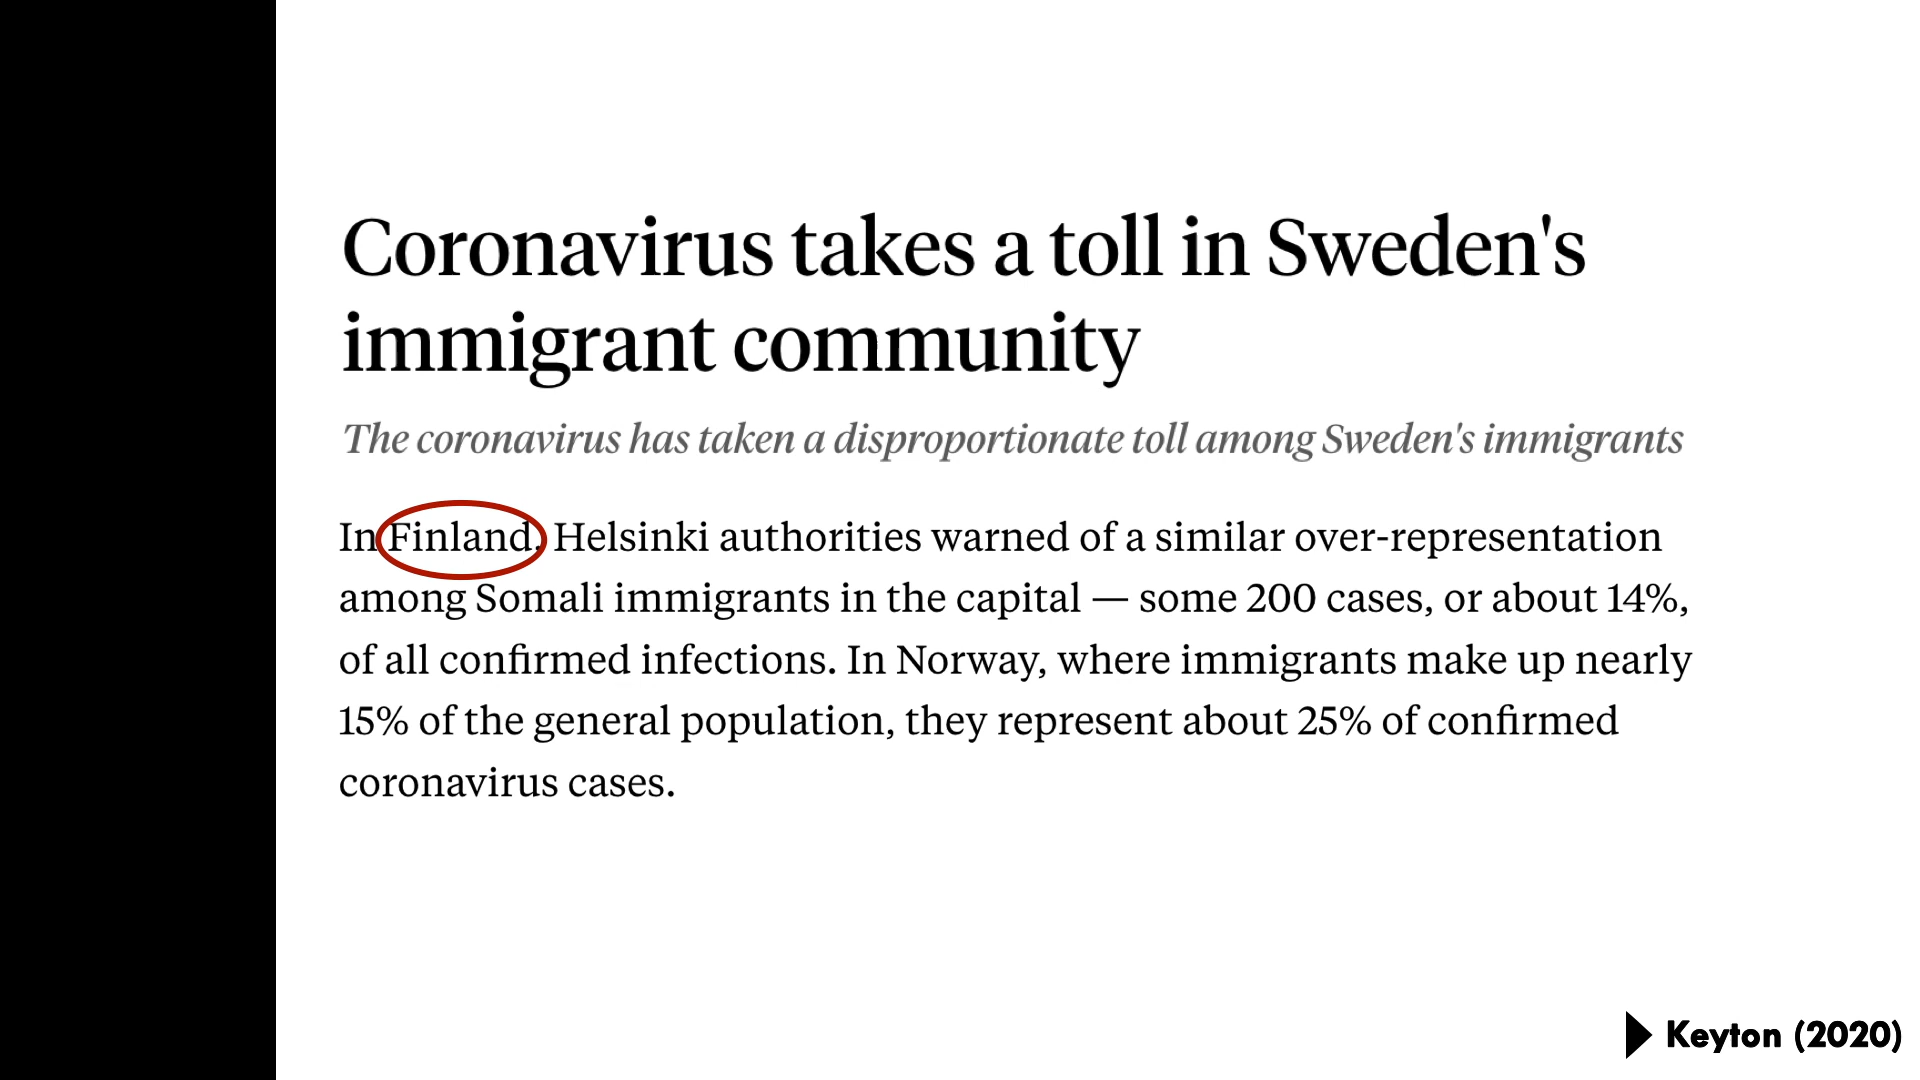 Coronavirus takes a toll in Sweden's
immigrant community
The coronavirus has taken a disproportionate toll among Sweden's immigrants
In Finland, Helsinki authorities warned of a similar over-representation
among Somali immigrants in the capital — some 200 cases, or about 14%,
of all confirmed infections. In Norway, where immigrants make up nearly
15% of the general population, they represent about 25% of confirmed
coronavirus cases.
Keyton (2020)